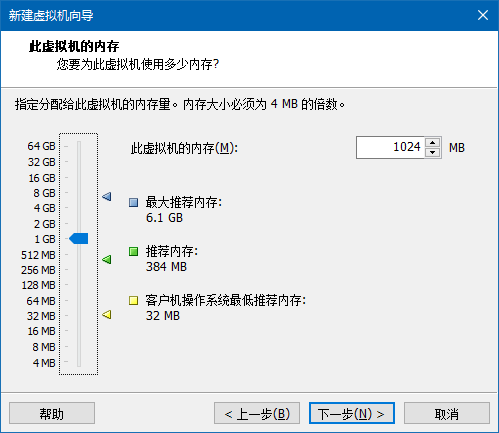 新建虚拟机向导
此虚拟机的内存
您要为此虚拟机使用多少内存?
指定分配给此虚拟机的内存量。内存大小必须为 4 MB 的倍数。
64 GB
32 GB
16 GB
8 GB
4 GB
2 GB
1 GB
512 MB
256 MB
128 MB
64 MB
32 MB
16 MB
8 MB
4 MB
此虚拟机的内存(M):
1024 MB
最大推荐内存:
6.1 GB
推荐内存:
384 MB
客户机操作系统最低推荐内存:
32 MB
帮助
< 上一步(B)
下一步(N) >
取消